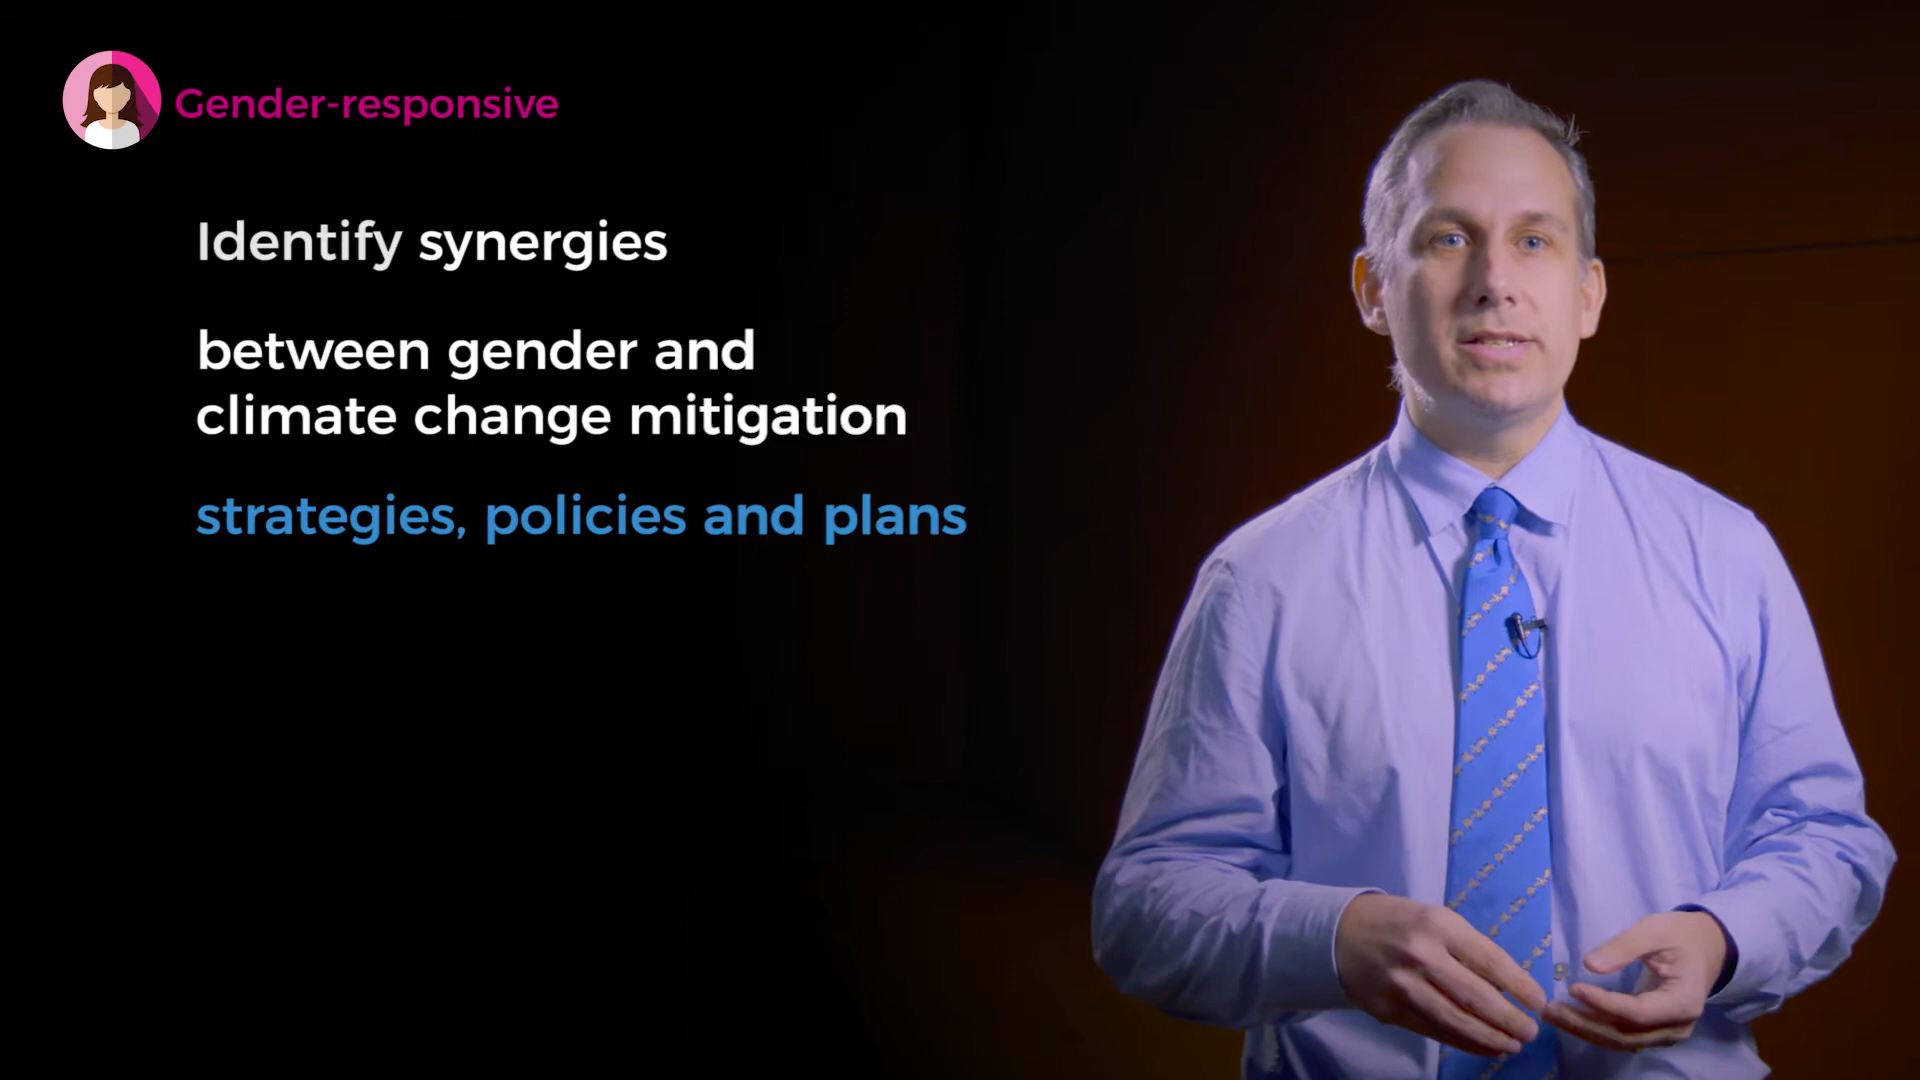 Gender-responsive
Identify synergies
between gender and
climate change mitigation
strategies, policies and plans